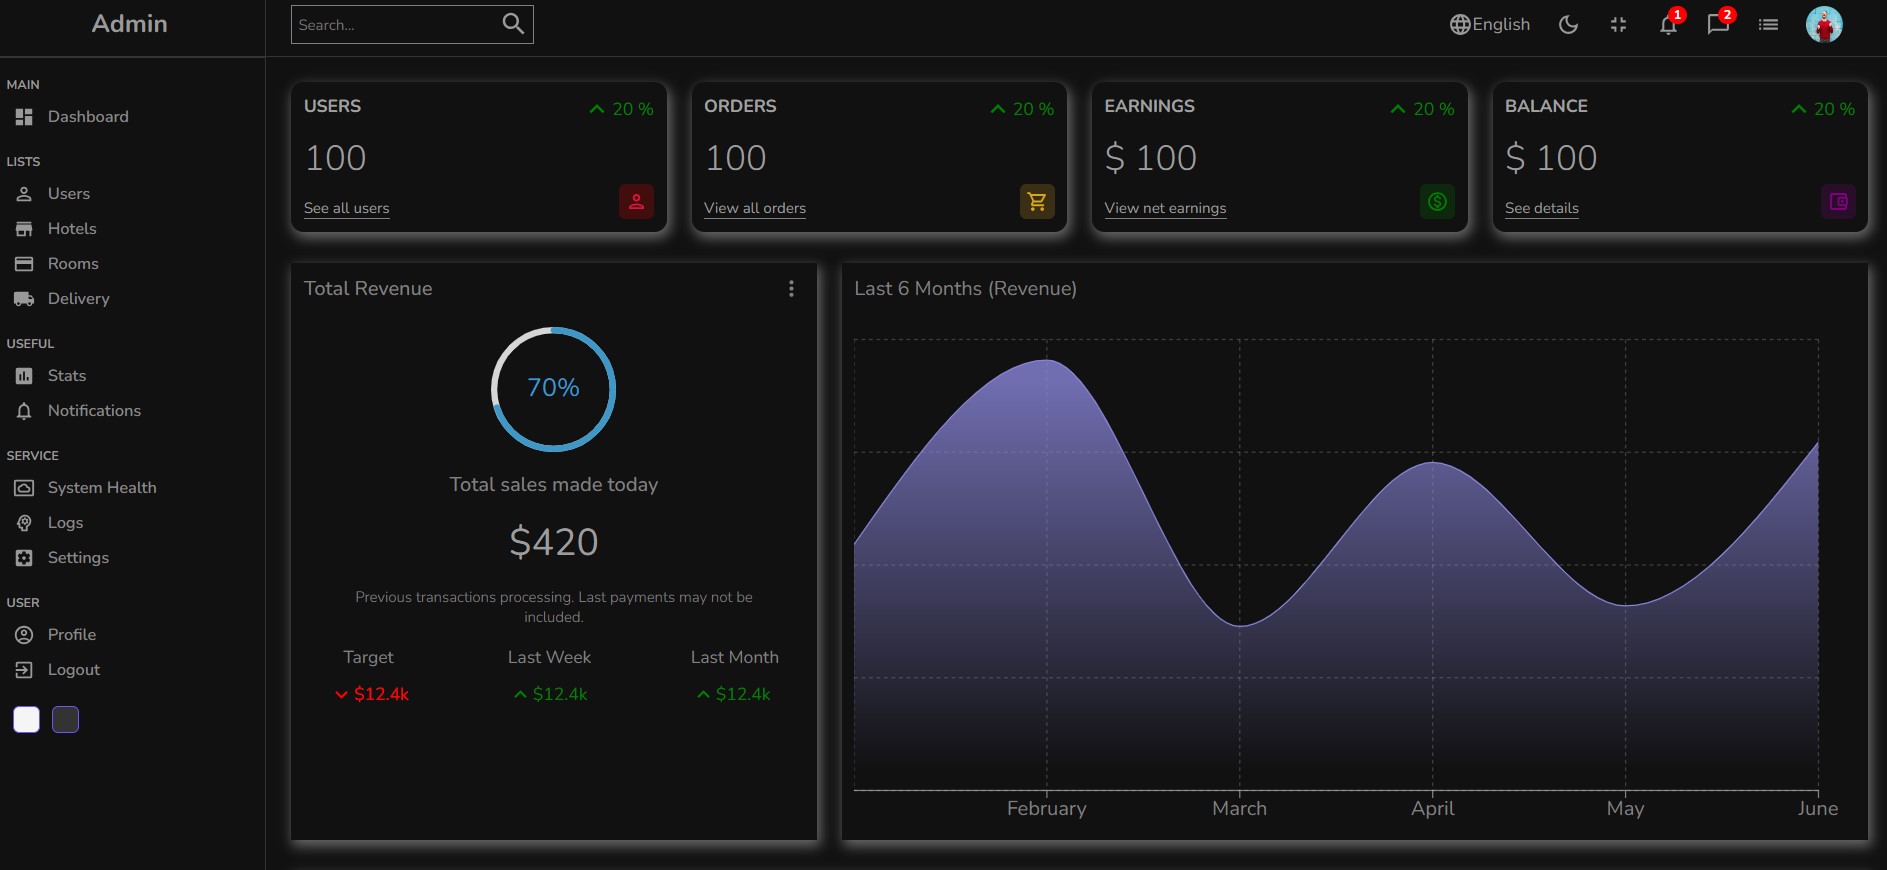 Admin
Search...
English
1
2
MAIN
Dashboard
LISTS
Users
Hotels
Rooms
Delivery
USEFUL
Stats
Notifications
SERVICE
System Health
Logs
Settings
USER
Profile
Logout
USERS
20 %
100
See all users
ORDERS
20 %
100
View all orders
EARNINGS
20 %
$ 100
View net earnings
BALANCE
20 %
$ 100
See details
Total Revenue
70%
Total sales made today
$420
Previous transactions processing. Last payments may not be
included.
Target
$12.4k
Last Week
$12.4k
Last Month
$12.4k
Last 6 Months (Revenue)
February
March
April
May
June